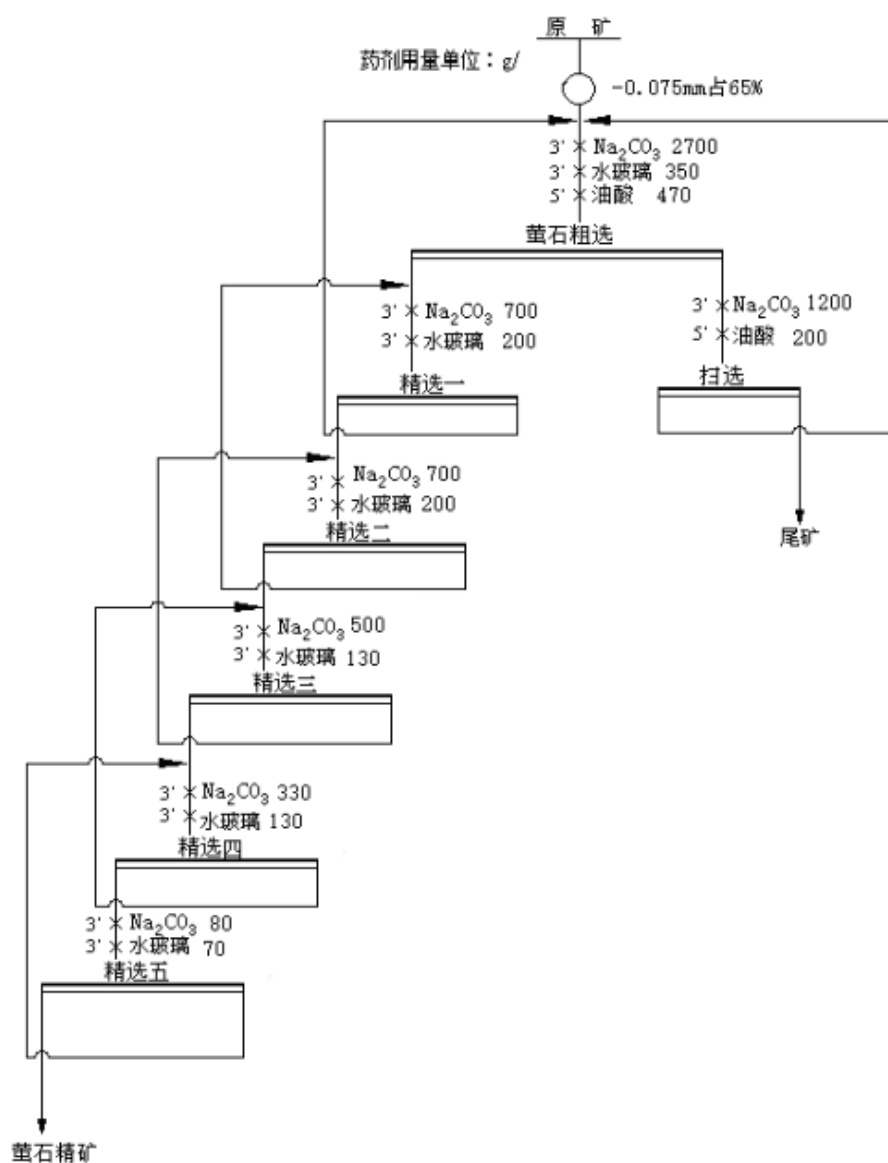 原 矿
药剂用量单位：g/
-0.075mm占65%
3' Na₂CO₃ 2700
3' 水玻璃 350
5' 油酸 470
萤石粗选
3' Na₂CO₃ 700
3' 水玻璃 200
精选一
3' Na₂CO₃ 1200
5' 油酸 200
扫选
尾矿
3' Na₂CO₃ 700
3' 水玻璃 200
精选二
3' Na₂CO₃ 500
3' 水玻璃 130
精选三
3' Na₂CO₃ 330
3' 水玻璃 130
精选四
3' Na₂CO₃ 80
3' 水玻璃 70
精选五
萤石精矿